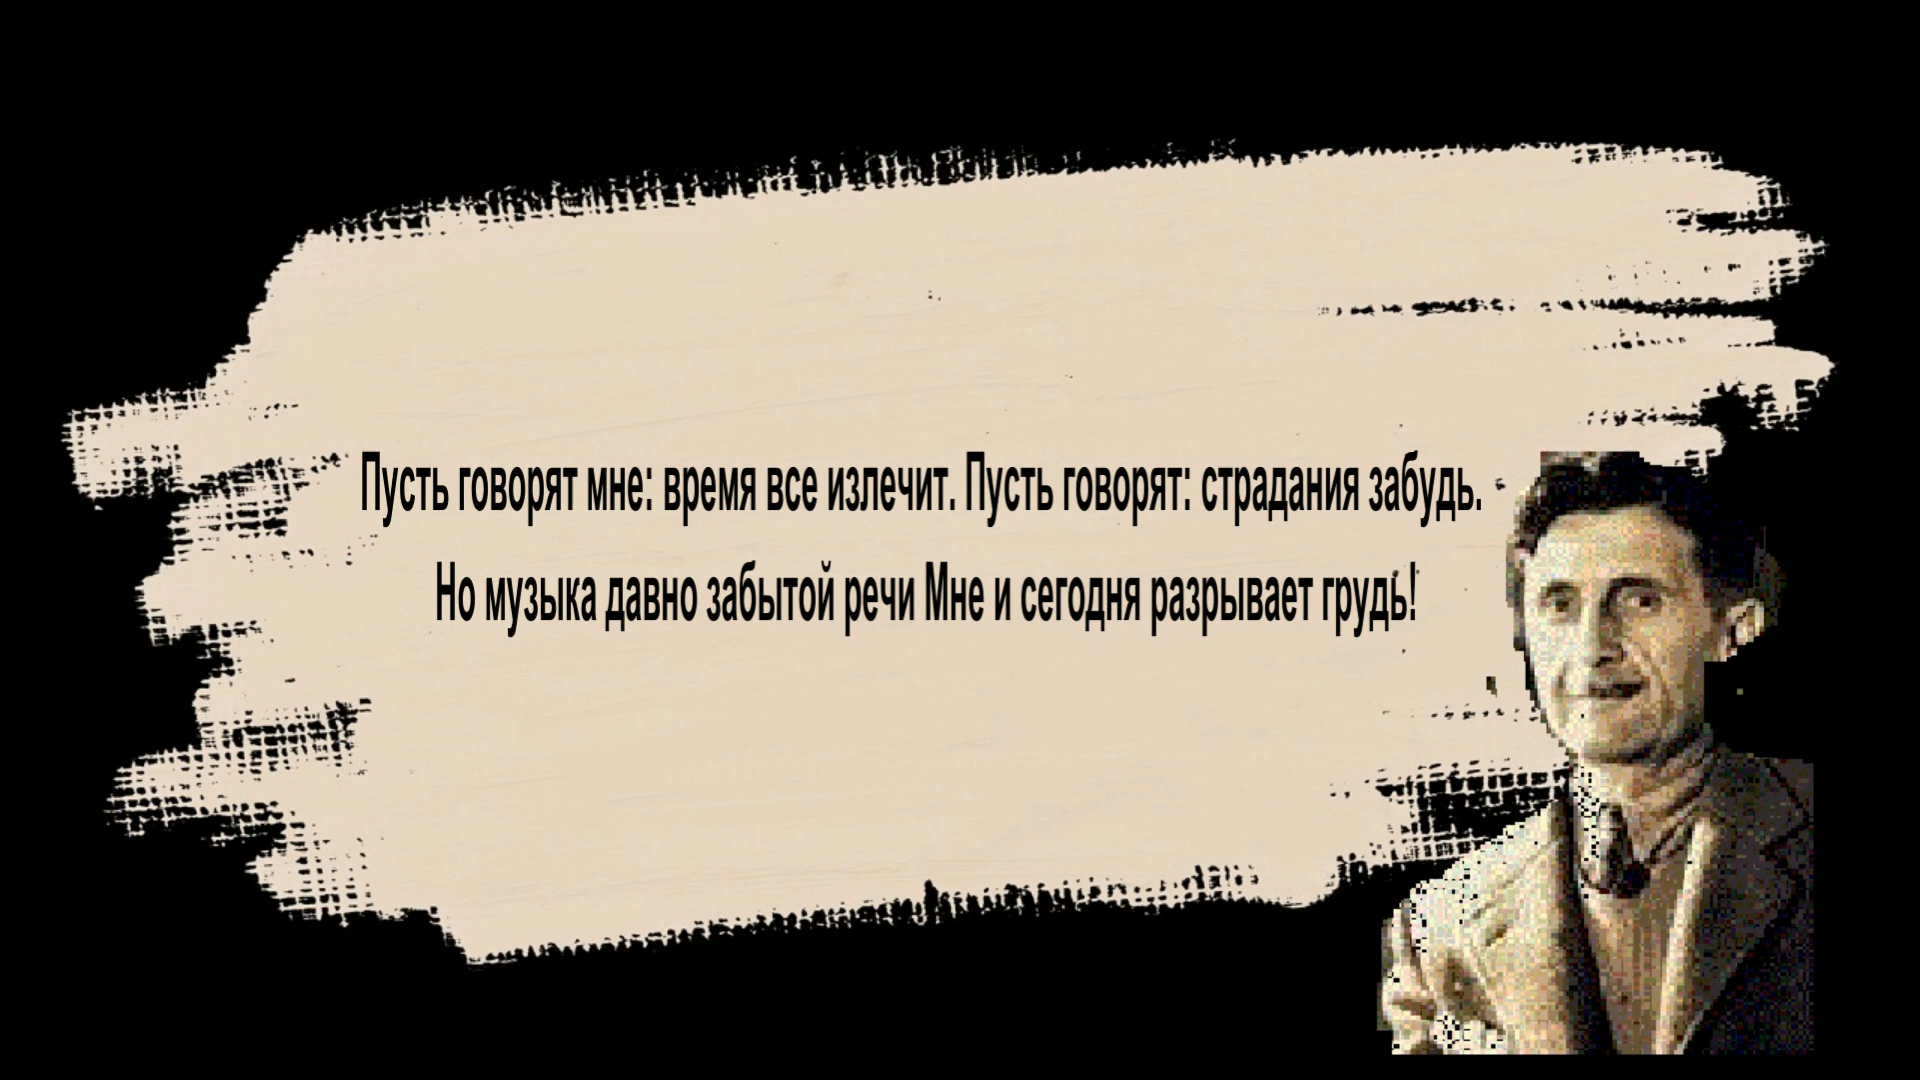 Пусть говорят мне: время все излечит. Пусть говорят: страдания забудь.
Но музыка давно забытой речи Мне и сегодня разрывает грудь!